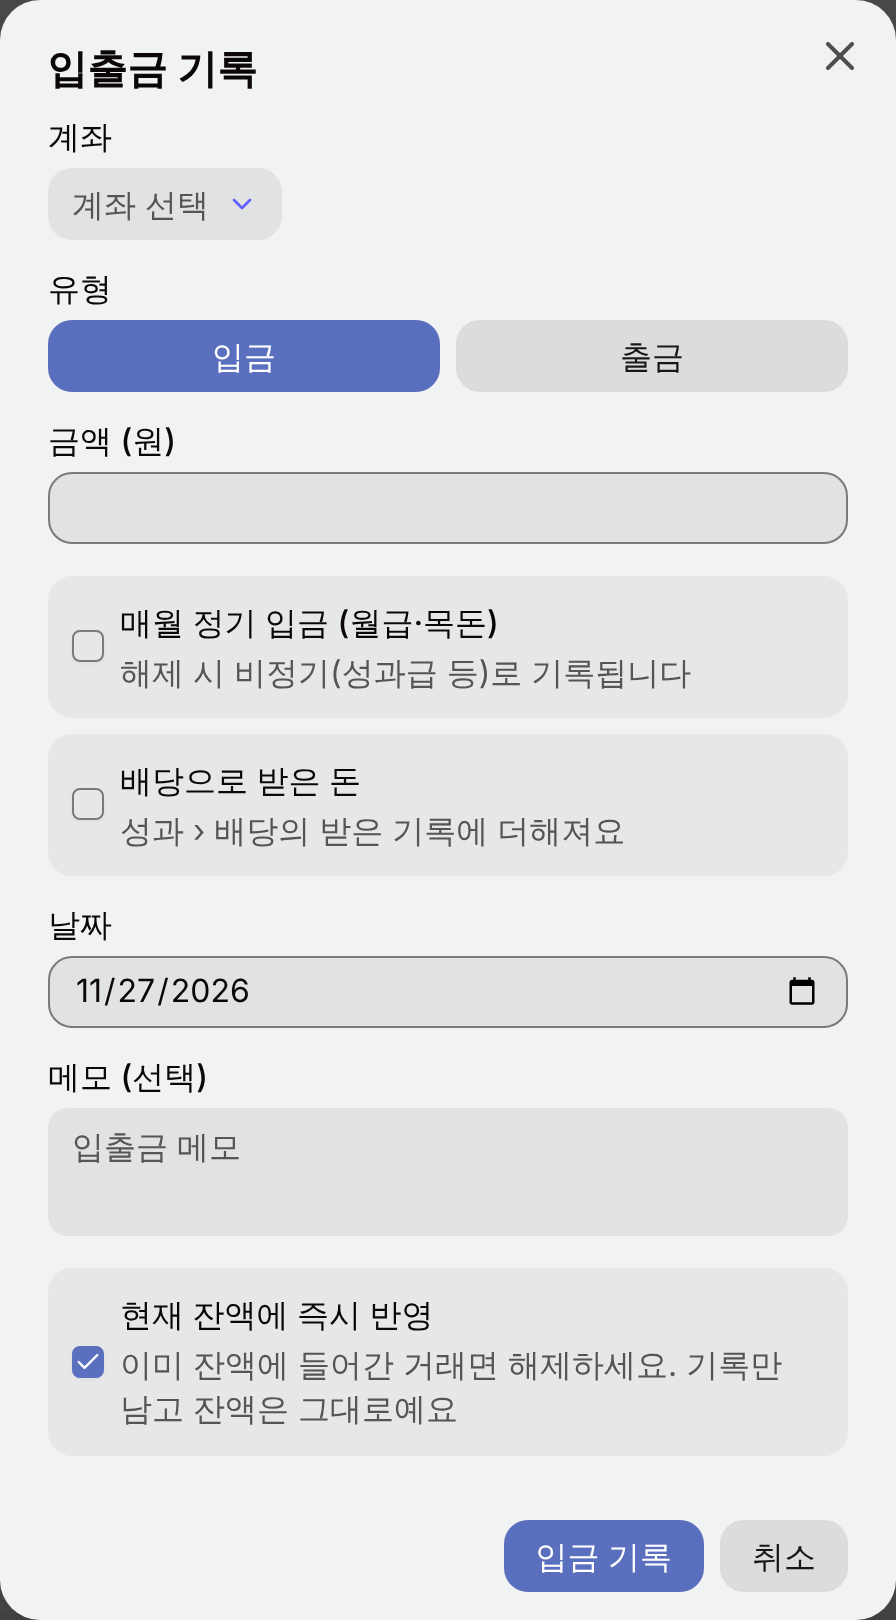 입출금 기록
계좌
계좌 선택
유형
입금
출금
금액 (원)
매월 정기 입금 (월급·목돈)
해제 시 비정기(성과급 등)로 기록됩니다
배당으로 받은 돈
성과 › 배당의 받은 기록에 더해져요
날짜
11/27/2026
메모 (선택)
입출금 메모
현재 잔액에 즉시 반영
이미 잔액에 들어간 거래면 해제하세요. 기록만
남고 잔액은 그대로예요
입금 기록
취소